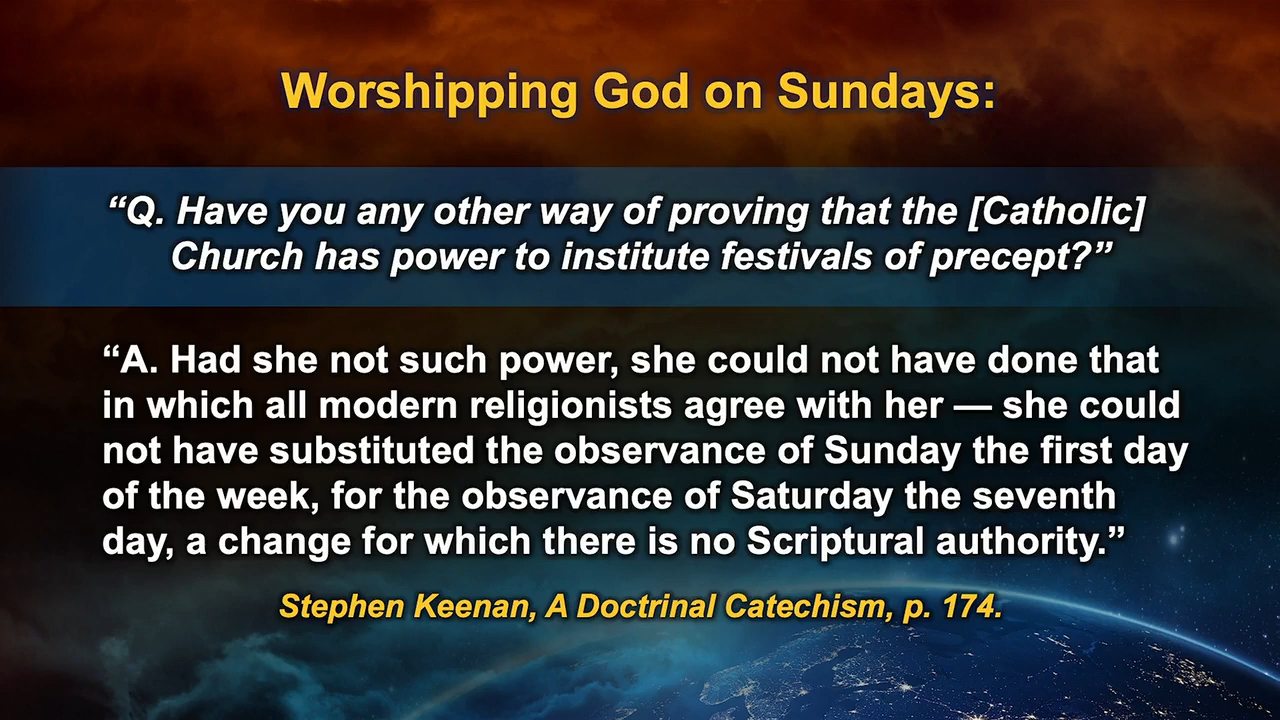 Worshipping God on Sundays:
“Q. Have you any other way of proving that the [Catholic]
Church has power to institute festivals of precept?”
“A. Had she not such power, she could not have done that
in which all modern religionists agree with her — she could
not have substituted the observance of Sunday the first day
of the week, for the observance of Saturday the seventh
day, a change for which there is no Scriptural authority.”
Stephen Keenan, A Doctrinal Catechism, p. 174.